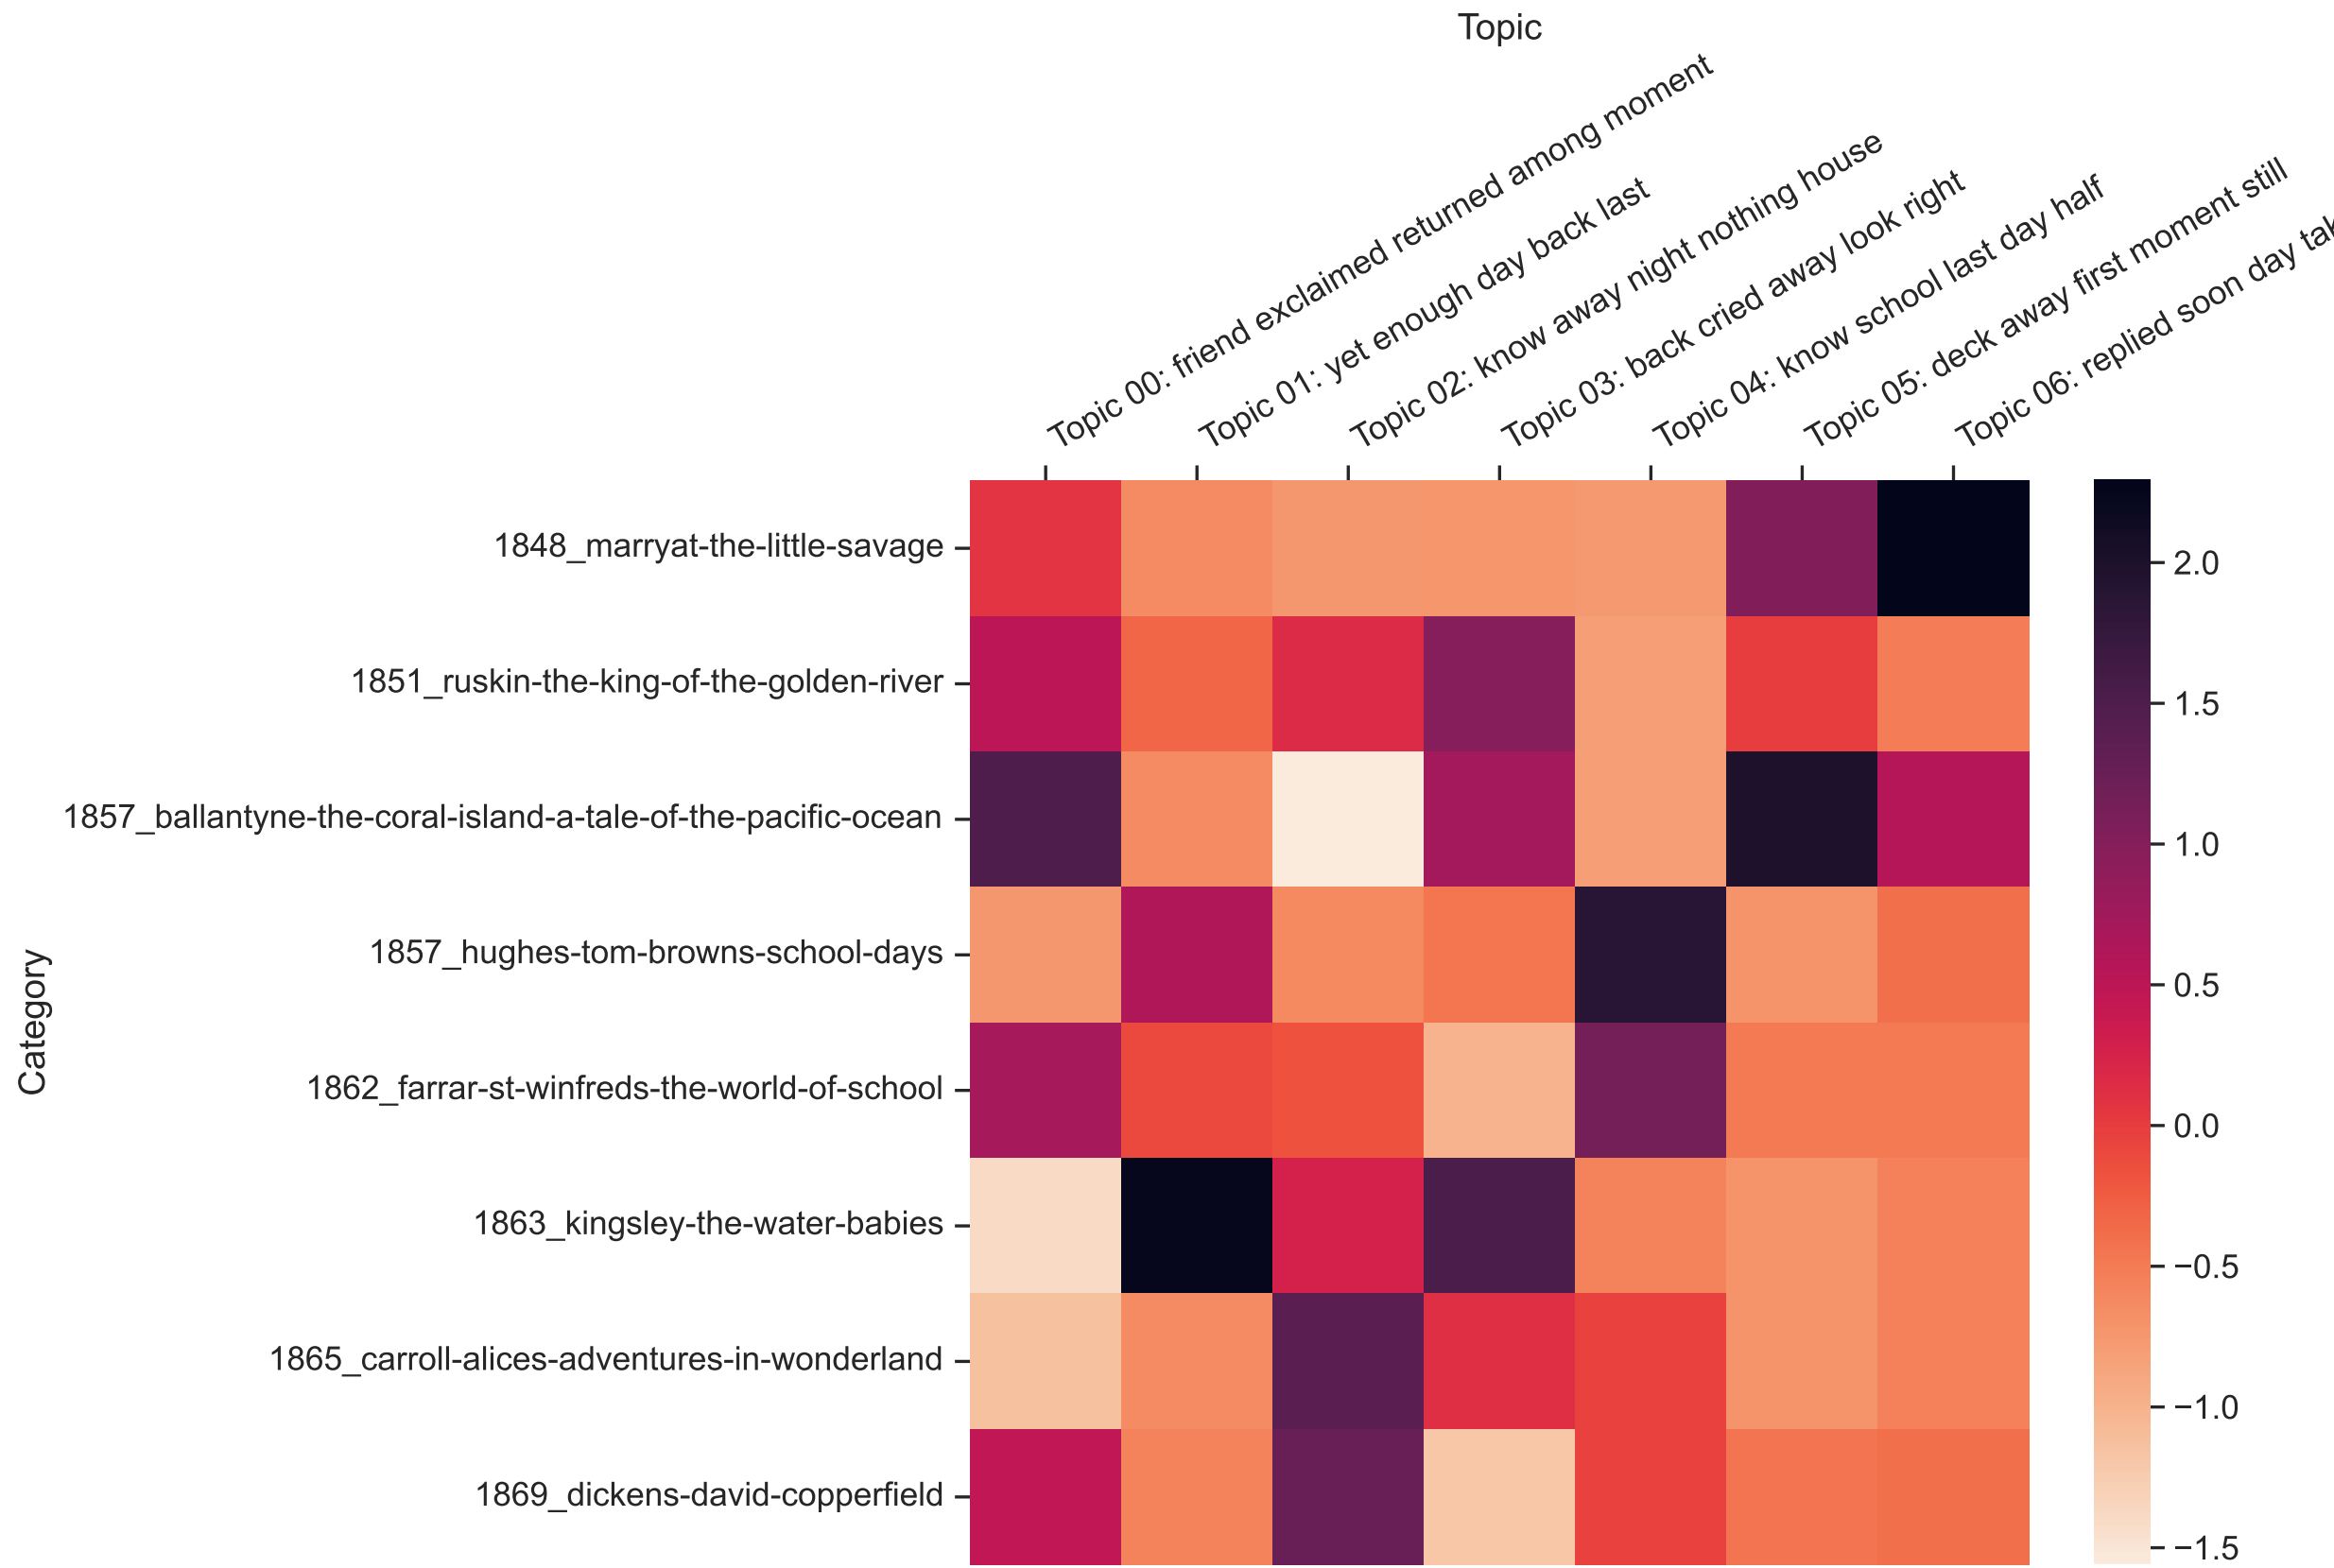 Topic
Topic 00: friend exclaimed returned among moment
Topic 01: yet enough day back last
Topic 02: know away night nothing house
Topic 03: back cried away look right
Topic 04: know school last day half
Topic 05: deck away first moment still
Topic 06: replied soon day
Category
1848_marryat-the-little-savage
1851_ruskin-the-king-of-the-golden-river
1857_ballantyne-the-coral-island-a-tale-of-the-pacific-ocean
1857_hughes-tom-browns-school-days
1862_farrar-st-winfreds-the-world-of-school
1863_kingsley-the-water-babies
1865_carroll-alices-adventures-in-wonderland
1869_dickens-david-copperfield
2.0
1.5
1.0
0.5
0.0
−0.5
−1.0
−1.5